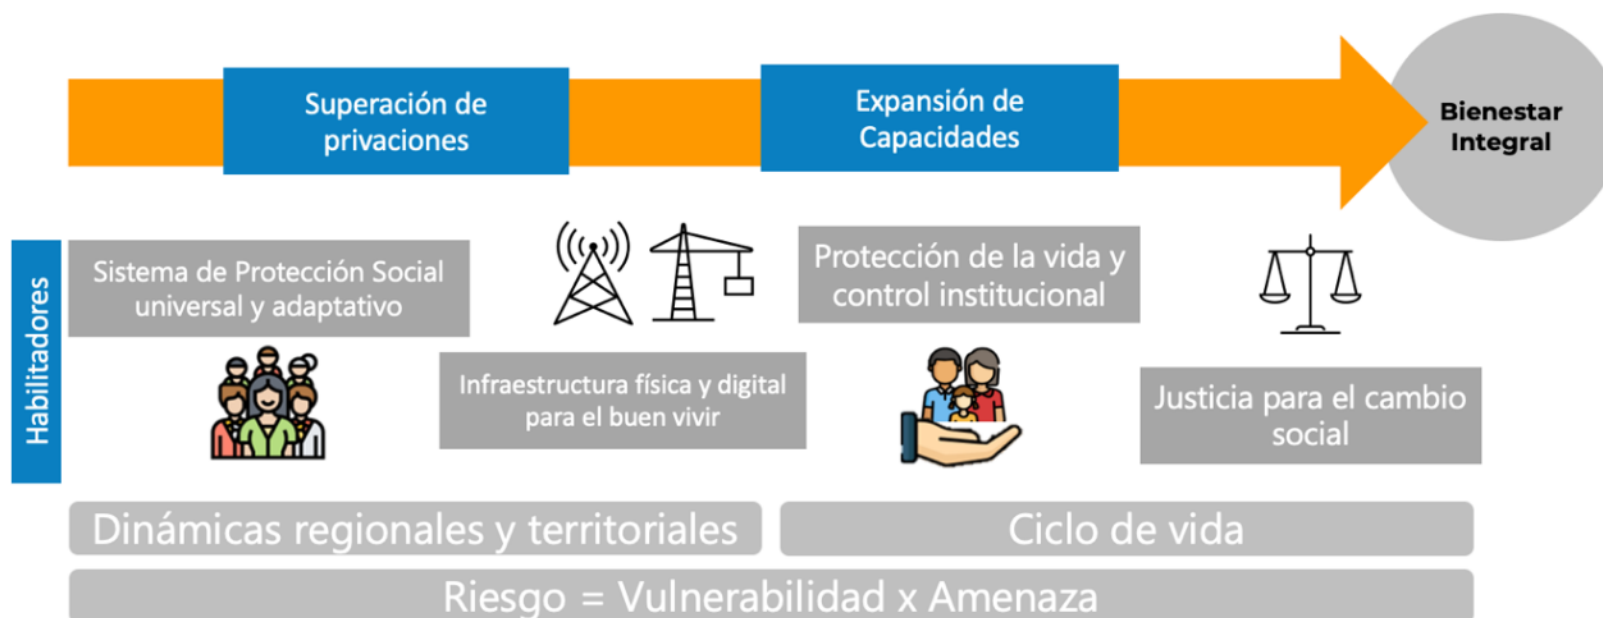 Superación de
privaciones
Expansión de
Capacidades
Bienestar
Integral
Habilitadores
Sistema de Protección Social
universal y adaptativo
Infraestructura física y digital
para el buen vivir
Protección de la vida y
control institucional
Justicia para el cambio
social
Dinámicas regionales y territoriales
Ciclo de vida
Riesgo = Vulnerabilidad x Amenaza